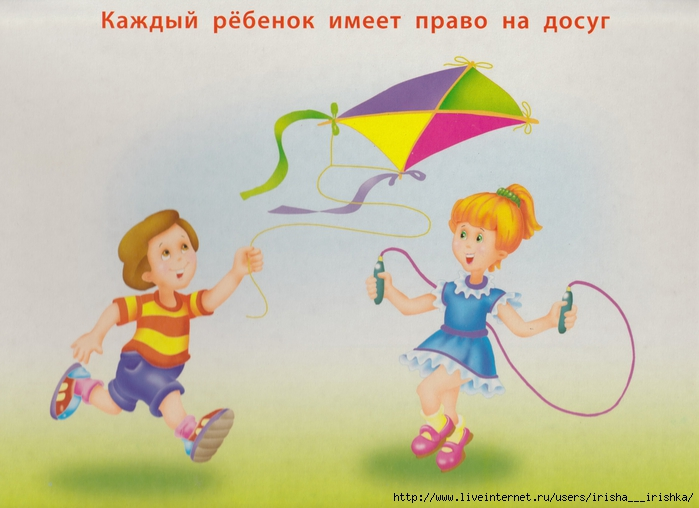 Каждый рёбенок имеет право на досуг
http://www.liveinternet.ru/users/irisha___irishka/